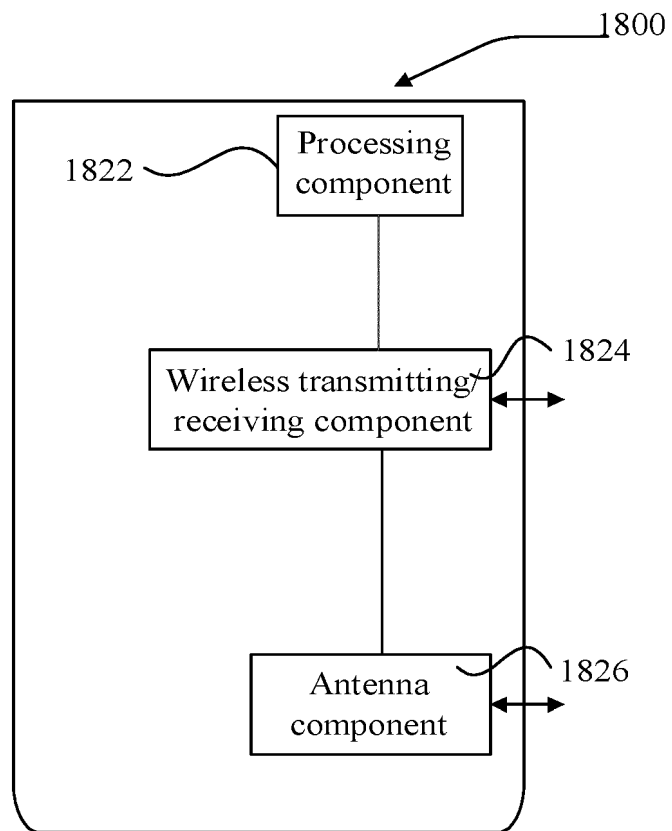 1800
Processing
component
1822
Wireless transmitting/
receiving component
1824
Antenna
component
1826